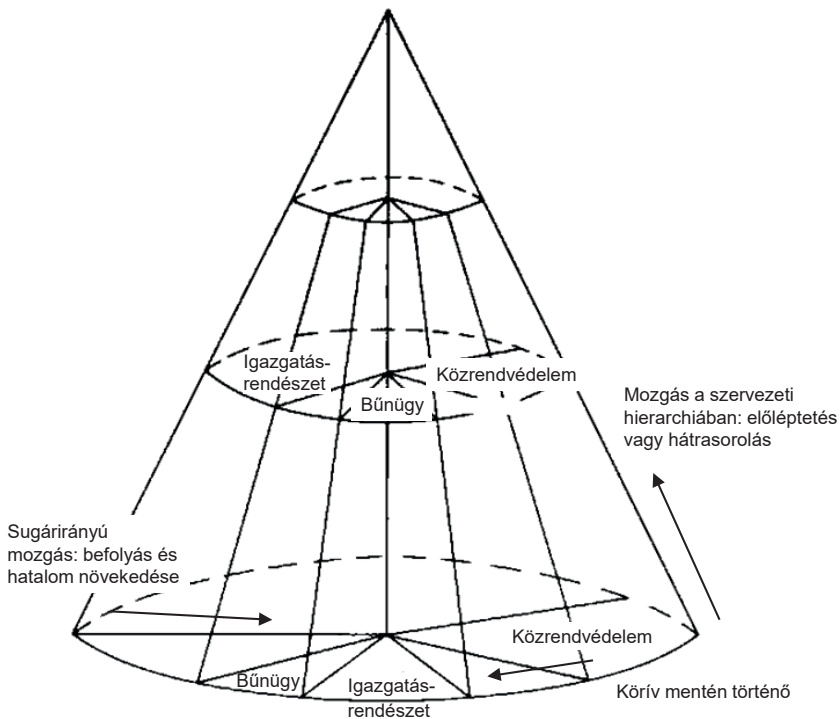 Igazgatás-
rendészet
Közrendvédelem
Bűnügy
Mozgás a szervezeti
hierarchiában: előléptetés
vagy hátrasorolás
Sugárirányú
mozgás: befolyás és
hatalom növekedése
Közrendvédelem
Bűnügy
Igazgatás-
rendészet
Körív mentén történő